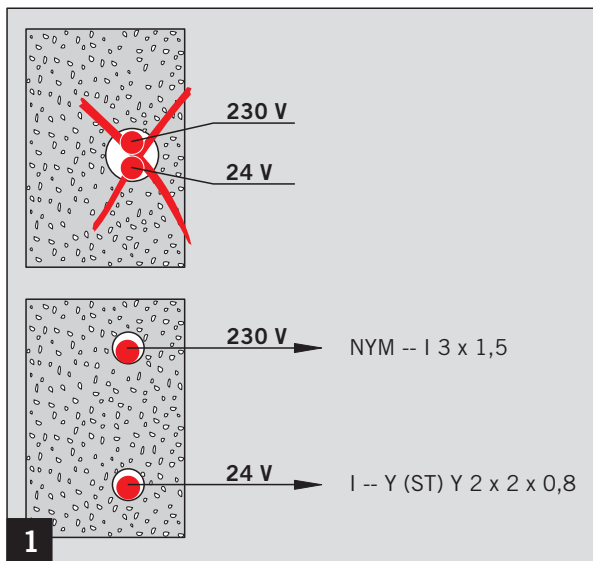 230 V
24 V
230 V
NYM -- I 3 x 1,5
24 V
I -- Y (ST) Y 2 x 2 x 0,8
1